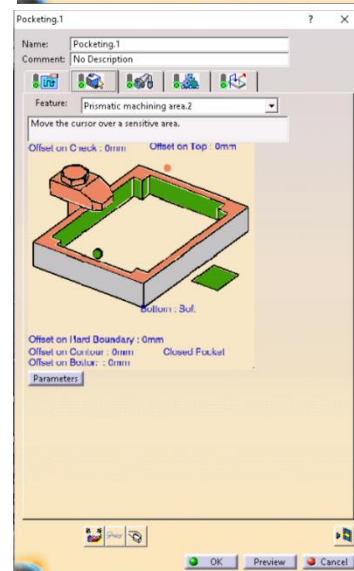 Pocketing.1 ? X
Name: Pocketing.1
Comment: No Description
Feature: Prismatic machining area.2
Move the cursor over a sensitive area.
Offset on Check : 0mm Offset on Top : 0mm
Bottom : Sof.
Offset on Hard Boundary : 0mm
Offset on Contour : 0mm Closed Pocket
Offset on Bottom : 0mm
Parameters
OK Preview Cancel